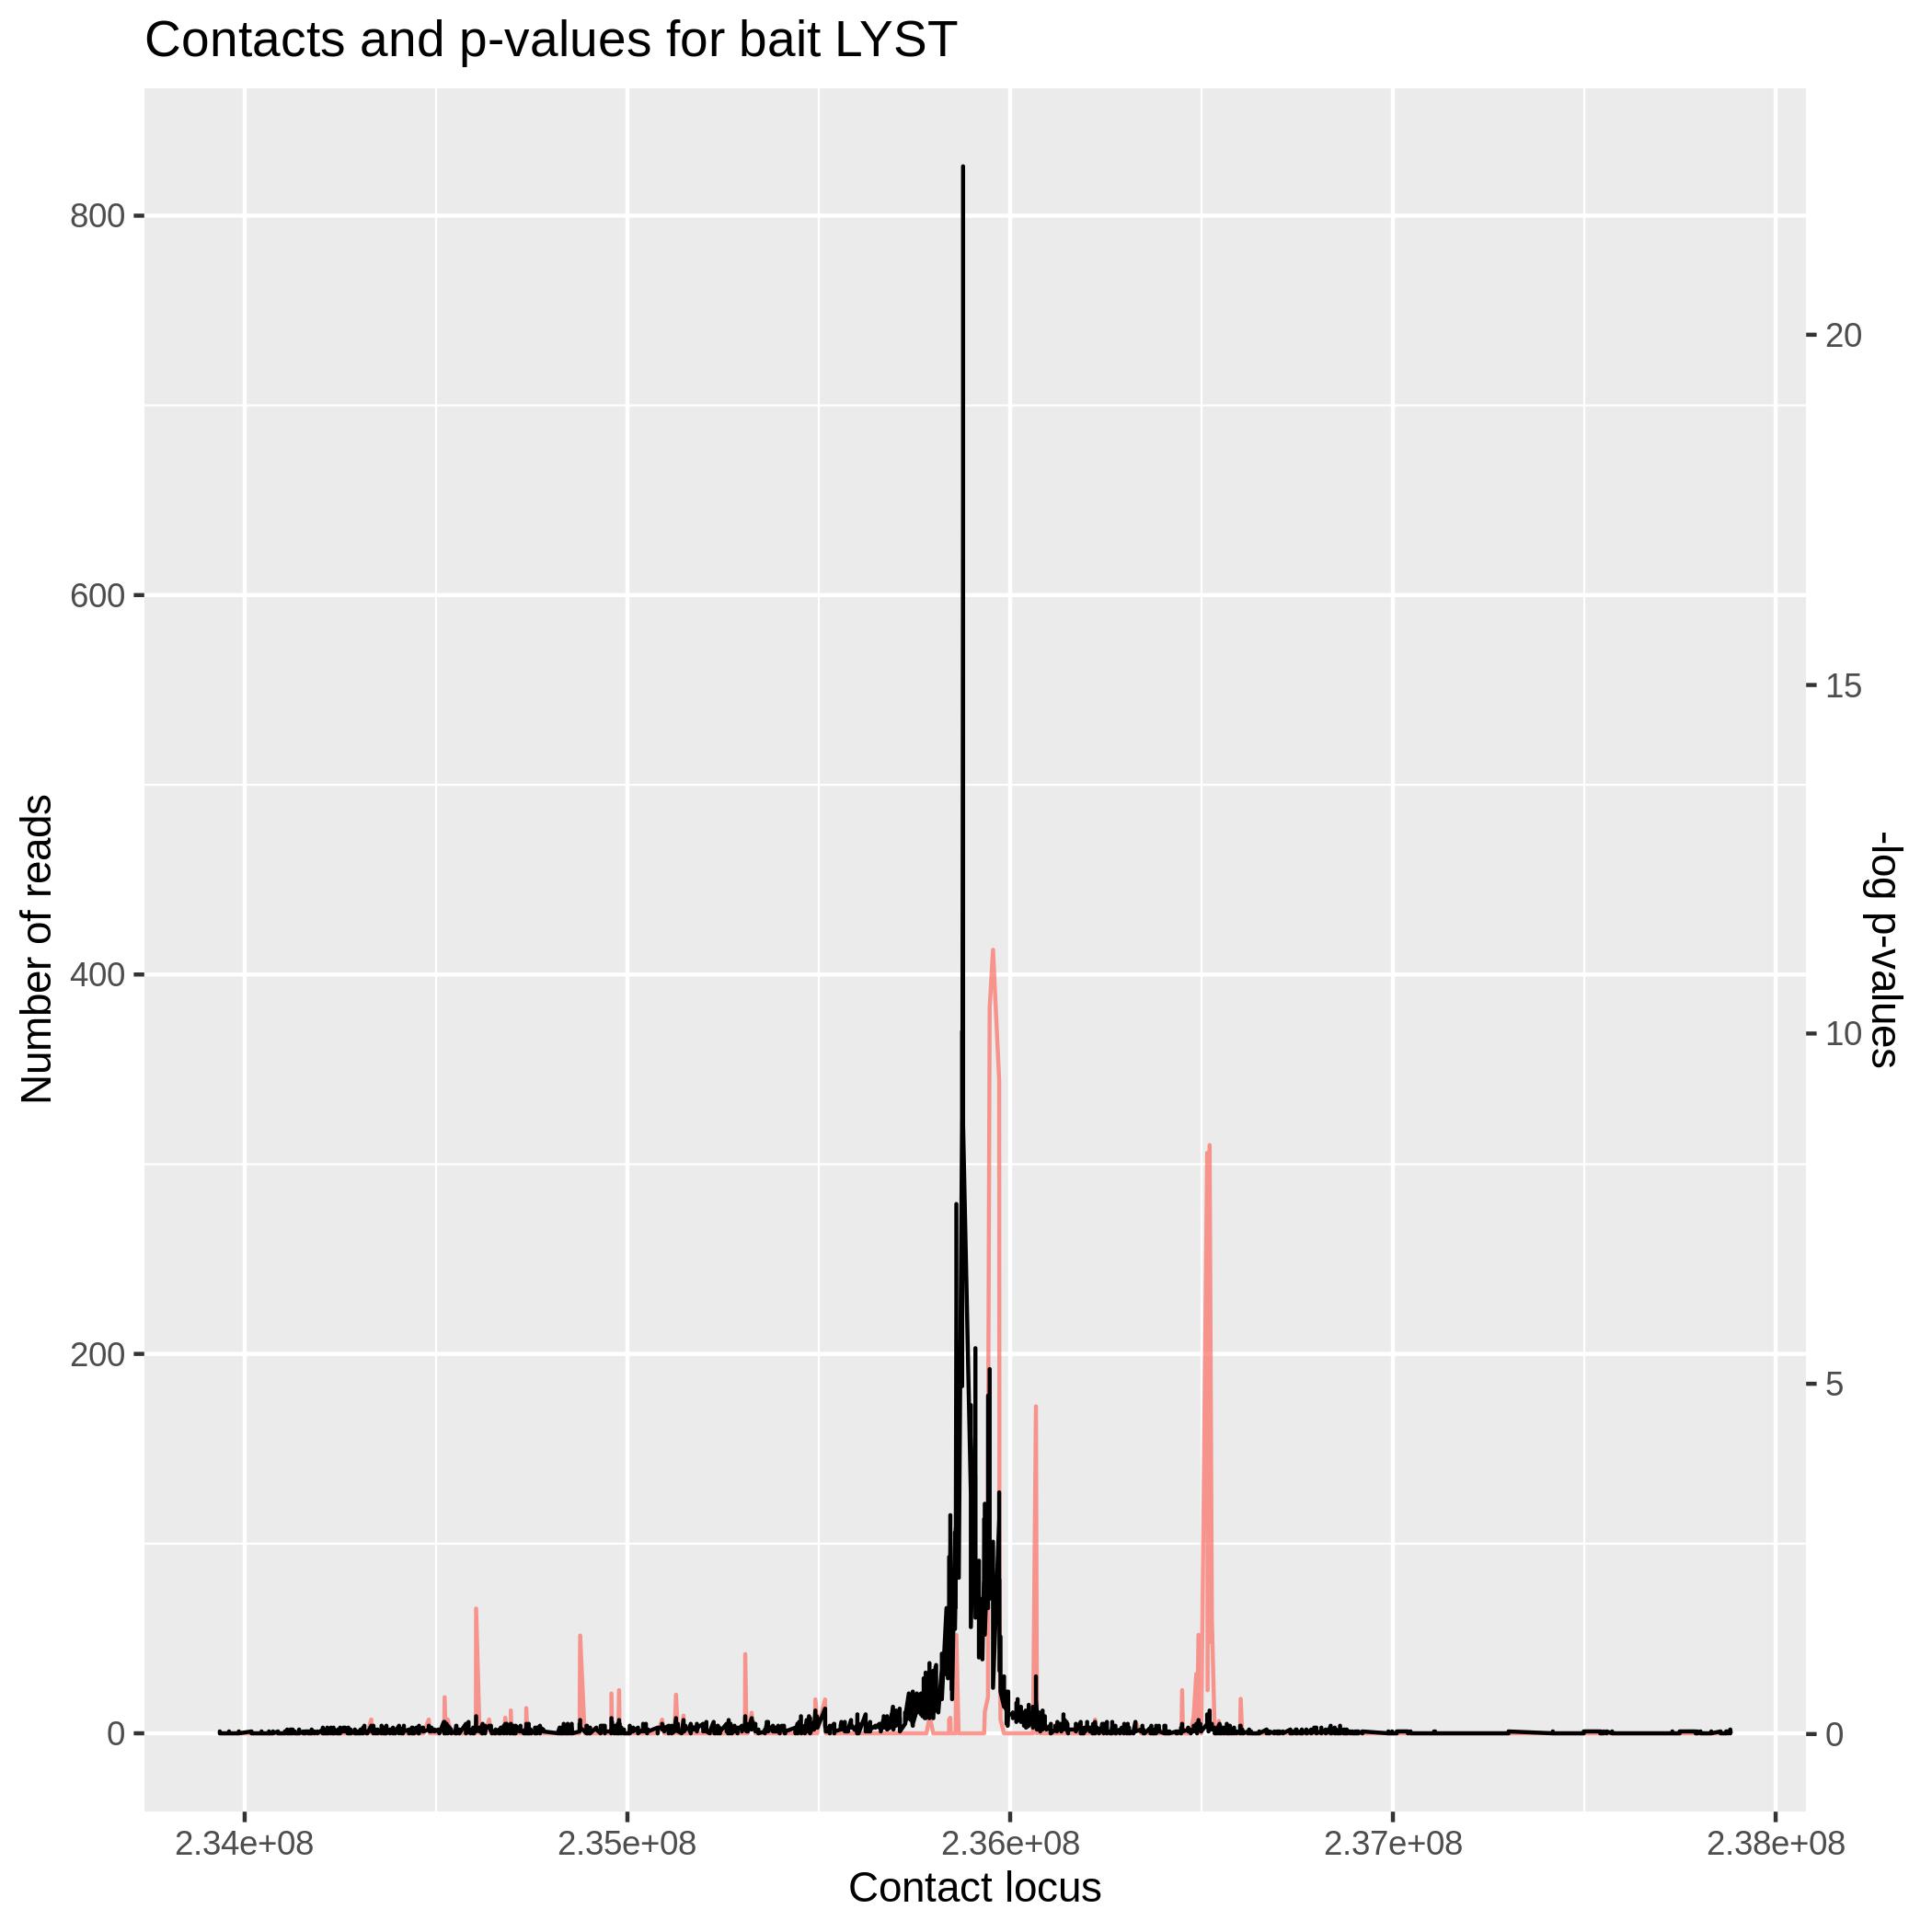 Contacts and p-values for bait LYST
800
600
400
200
0
Number of reads
20
15
10
5
0
-log p-values
2.34e+08 2.35e+08 2.36e+08 2.37e+08 2.38e+08
Contact locus